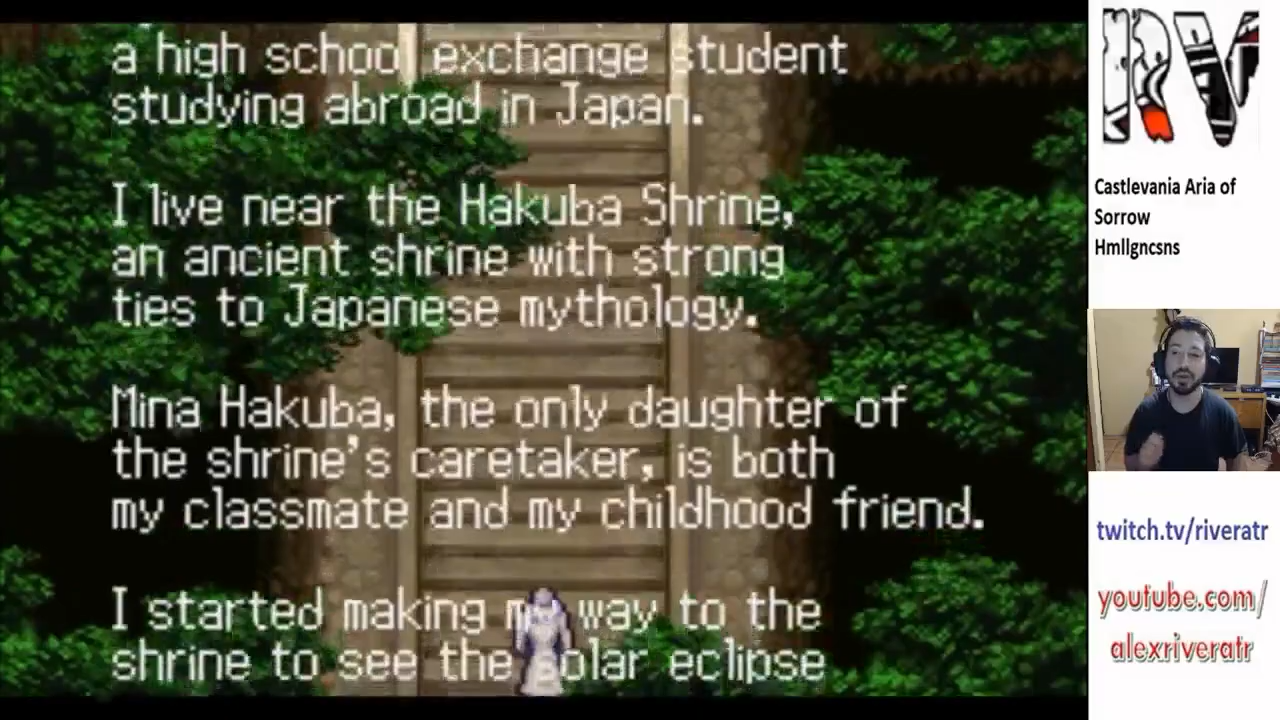 a high school exchange student
studying abroad in Japan.
I live near the Hakuba Shrine,
an ancient shrine with strong
ties to Japanese mythology.
Mina Hakuba, the only daughter of
the shrine's caretaker, is both
my classmate and my childhood friend.
I started making my way to the
shrine to see the solar eclipse
RV
Castlevania Aria of
Sorrow
Hmllgncsns
twitch.tv/riveratr
youtube.com/
alexriveratr